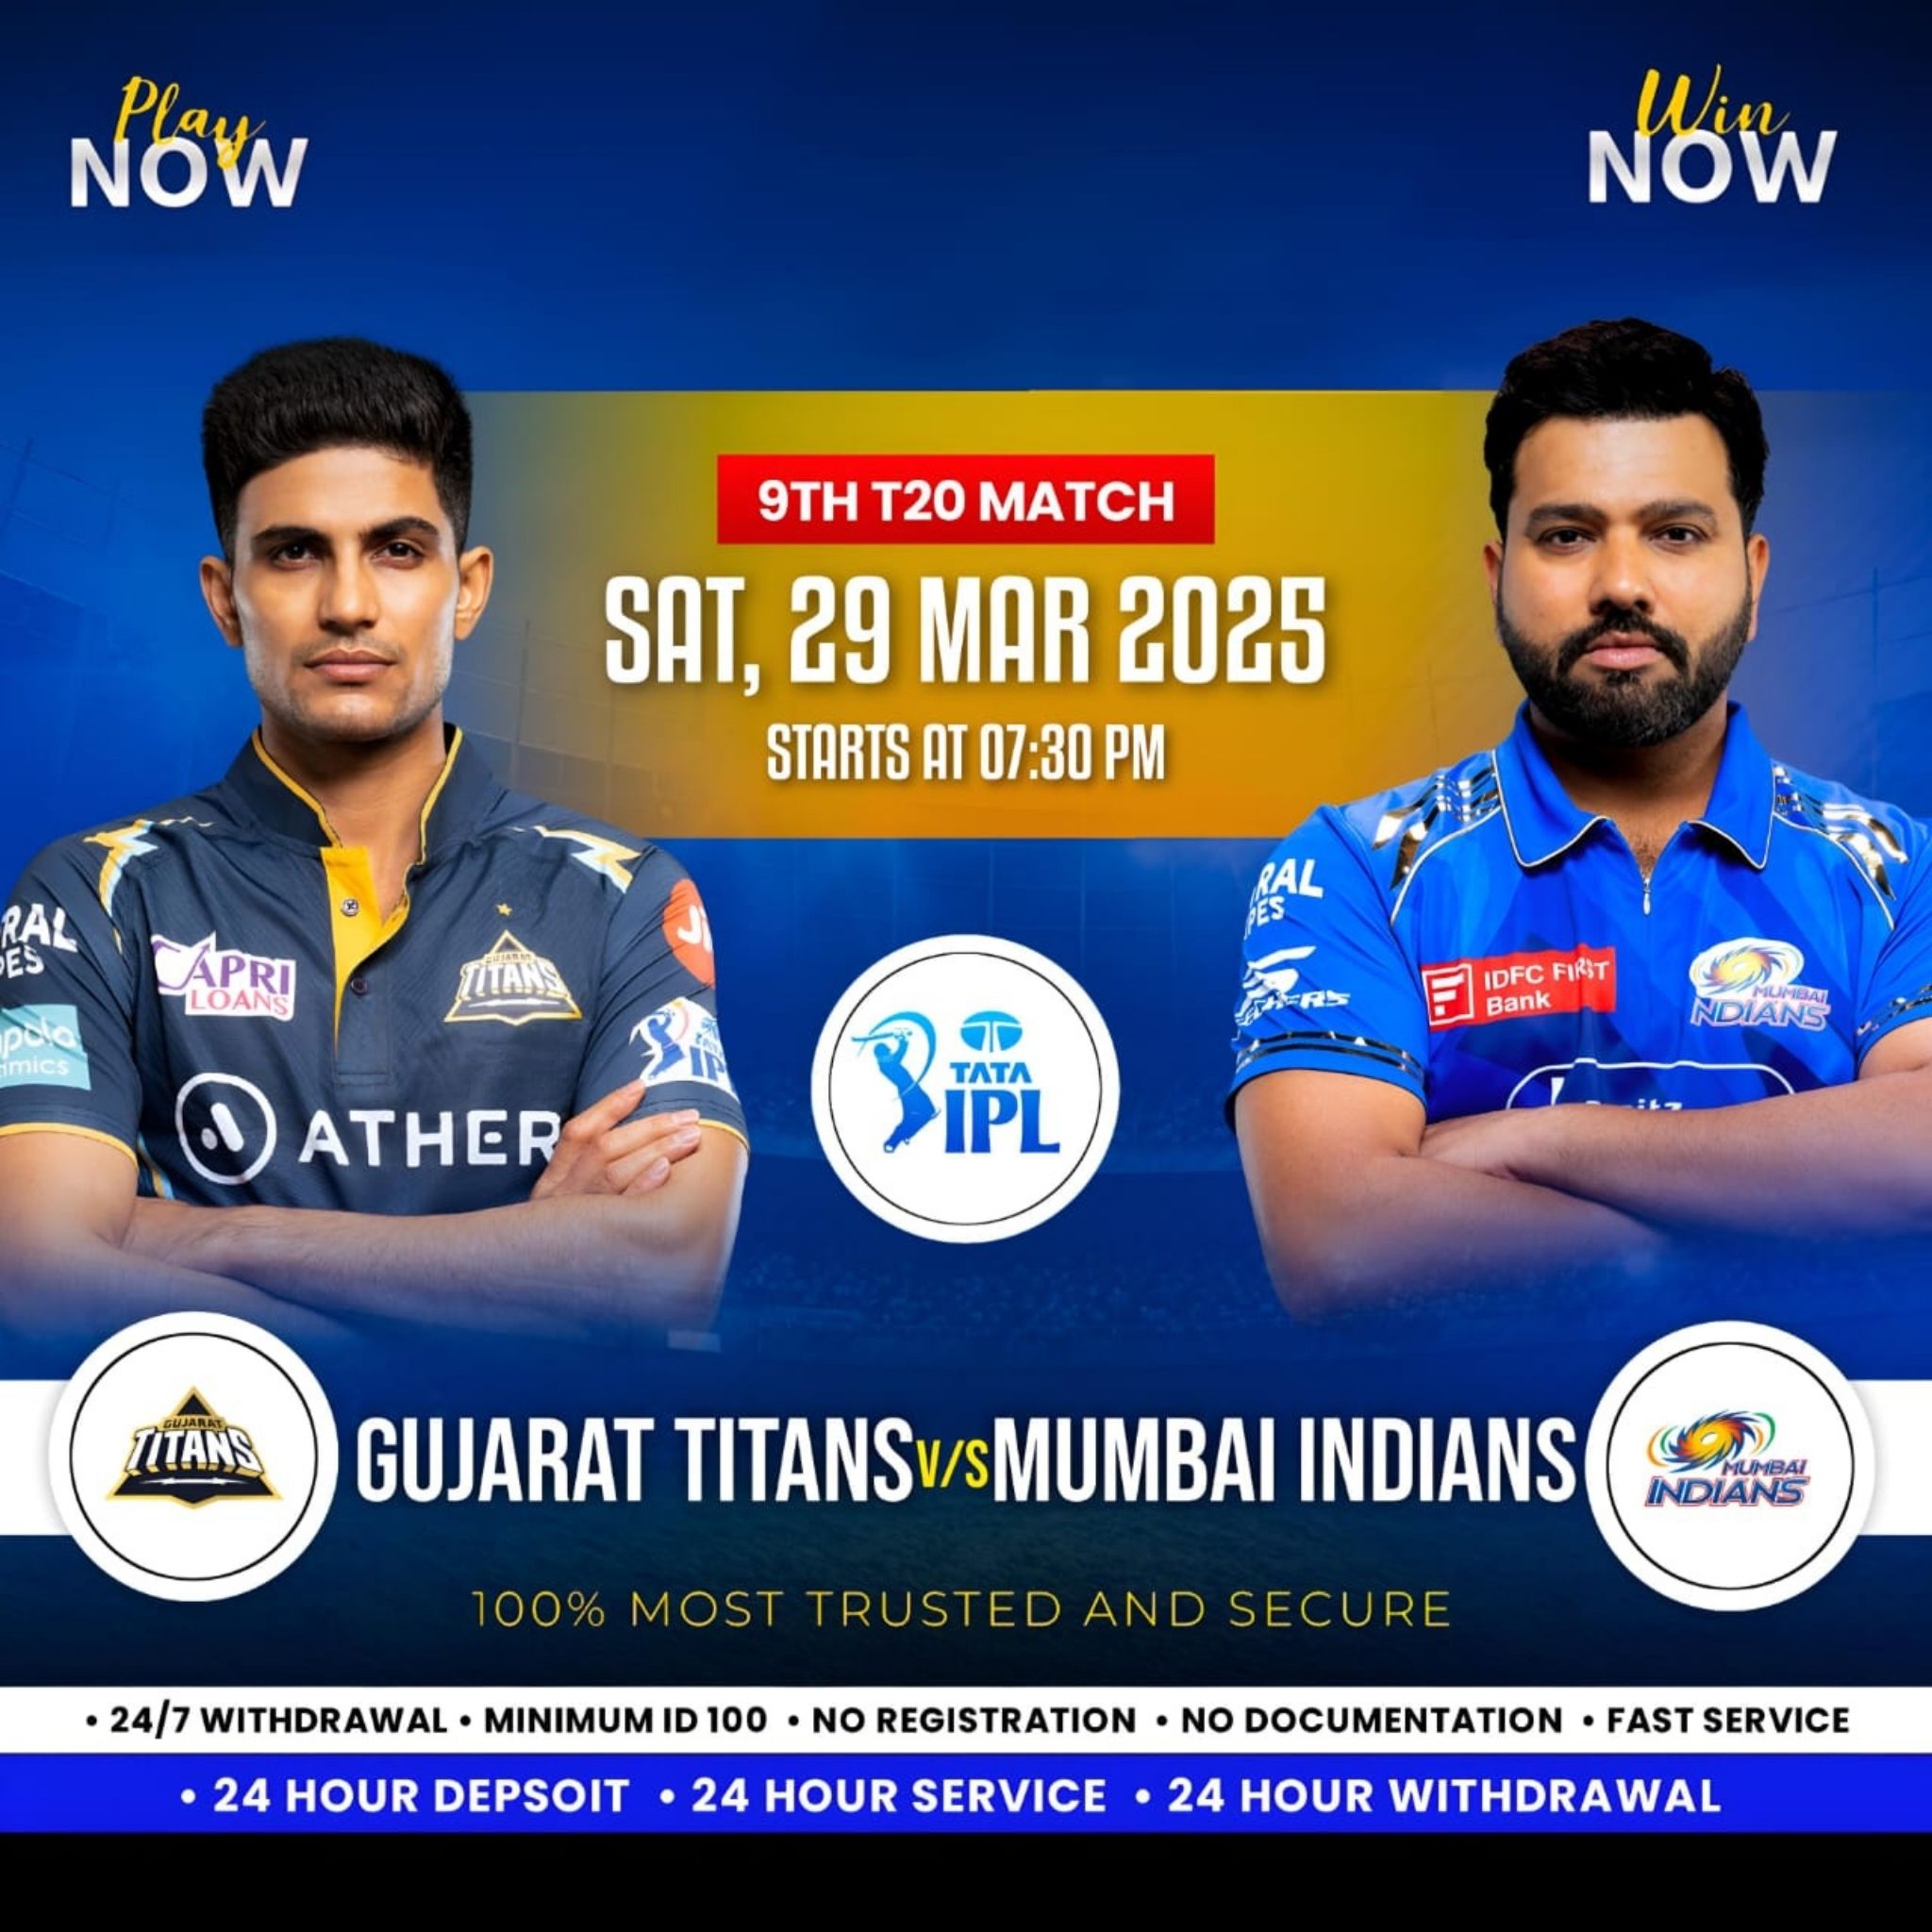 Play
NOW
Win
NOW
9TH T20 MATCH
SAT, 29 MAR 2025
STARTS AT 07:30 PM
RAL
CAPRI
LOANS
GUJARAT
TITANS
ATHER
IPL
TATA
IPL
RAL
IDFC FIRST
Bank
MUMBAI
INDIANS
GUJARAT
TITANS
GUJARAT TITANS V/S MUMBAI INDIANS
MUMBAI
INDIANS
100% MOST TRUSTED AND SECURE
• 24/7 WITHDRAWAL • MINIMUM ID 100 • NO REGISTRATION • NO DOCUMENTATION • FAST SERVICE
• 24 HOUR DEPSOIT • 24 HOUR SERVICE • 24 HOUR WITHDRAWAL